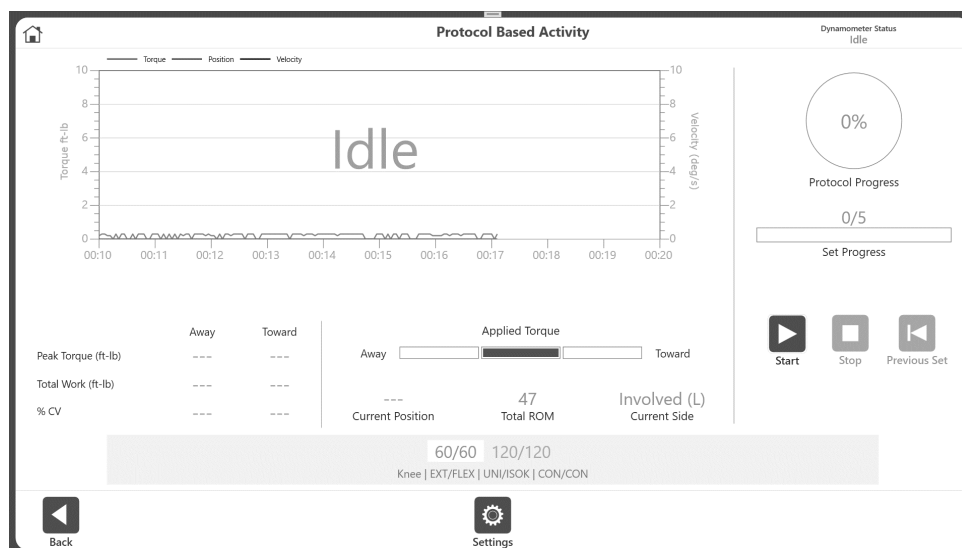 Protocol Based Activity
Dynamometer Status
Idle
Torque Position Velocity
10 10
8 8
6 6
4 4
2 2
0 0
Torque ft-lb
Velocity (deg/s)
Idle
00:10 00:11 00:12 00:13 00:14 00:15 00:16 00:17 00:18 00:19 00:20
0%
Protocol Progress
0/5
Set Progress
Start Stop Previous Set
Away Toward
Peak Torque (ft-lb) --- ---
Total Work (ft-lb) --- ---
% CV --- ---
Applied Torque
Away Toward
--- 47 Involved (L)
Current Position Total ROM Current Side
60/60 120/120
Knee | EXT/FLEX | UNI/ISOK | CON/CON
Back Settings